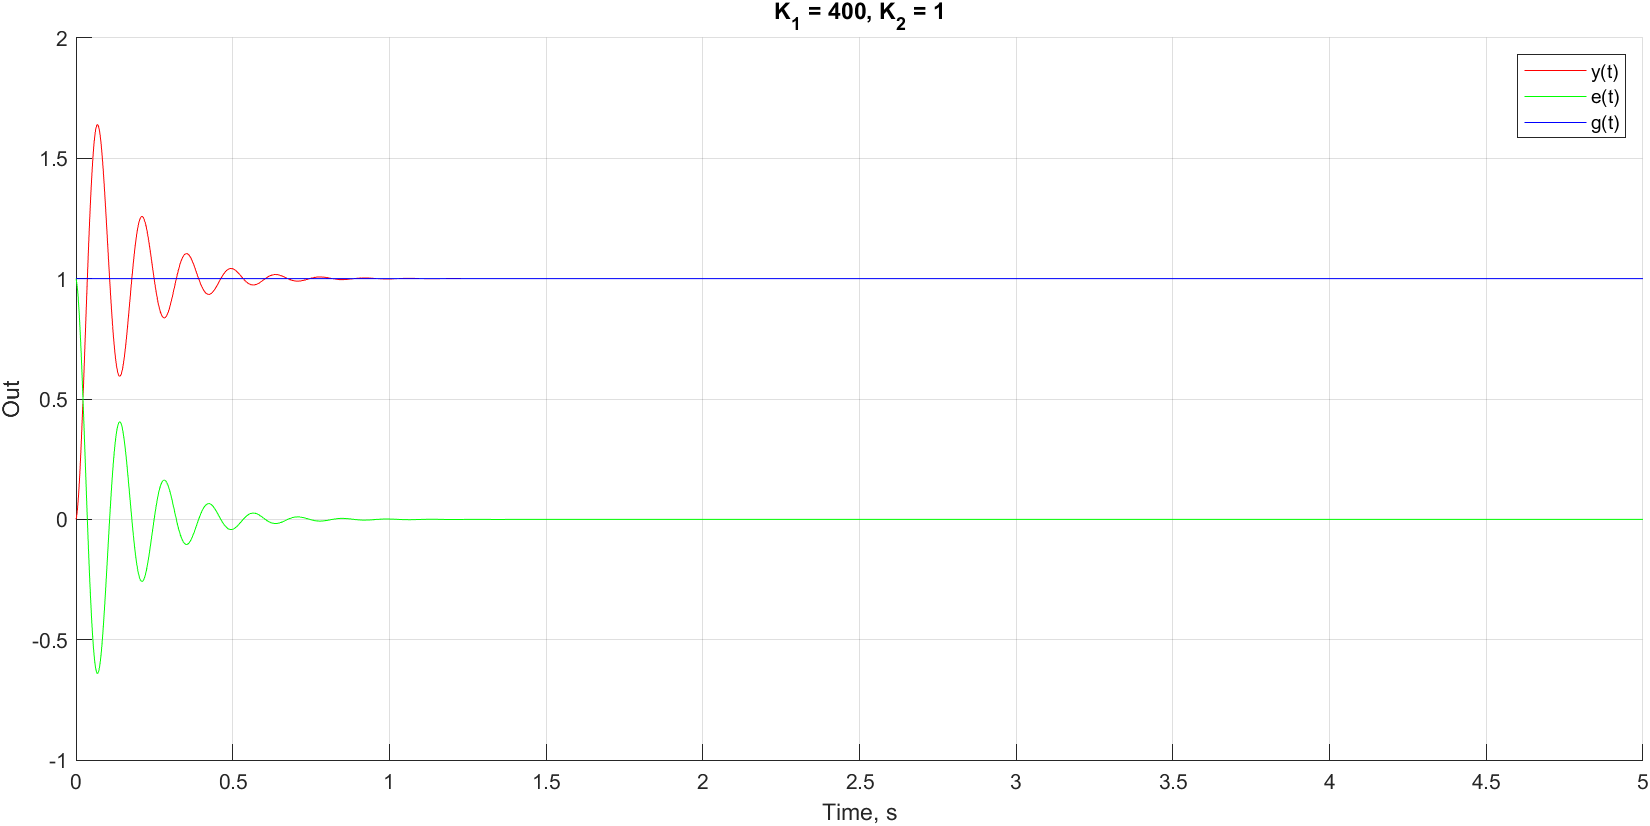 K₁ = 400, K₂ = 1
y(t)
e(t)
g(t)
Out
2
1.5
1
0.5
0
-0.5
-1
0 0.5 1 1.5 2 2.5 3 3.5 4 4.5 5
Time, s